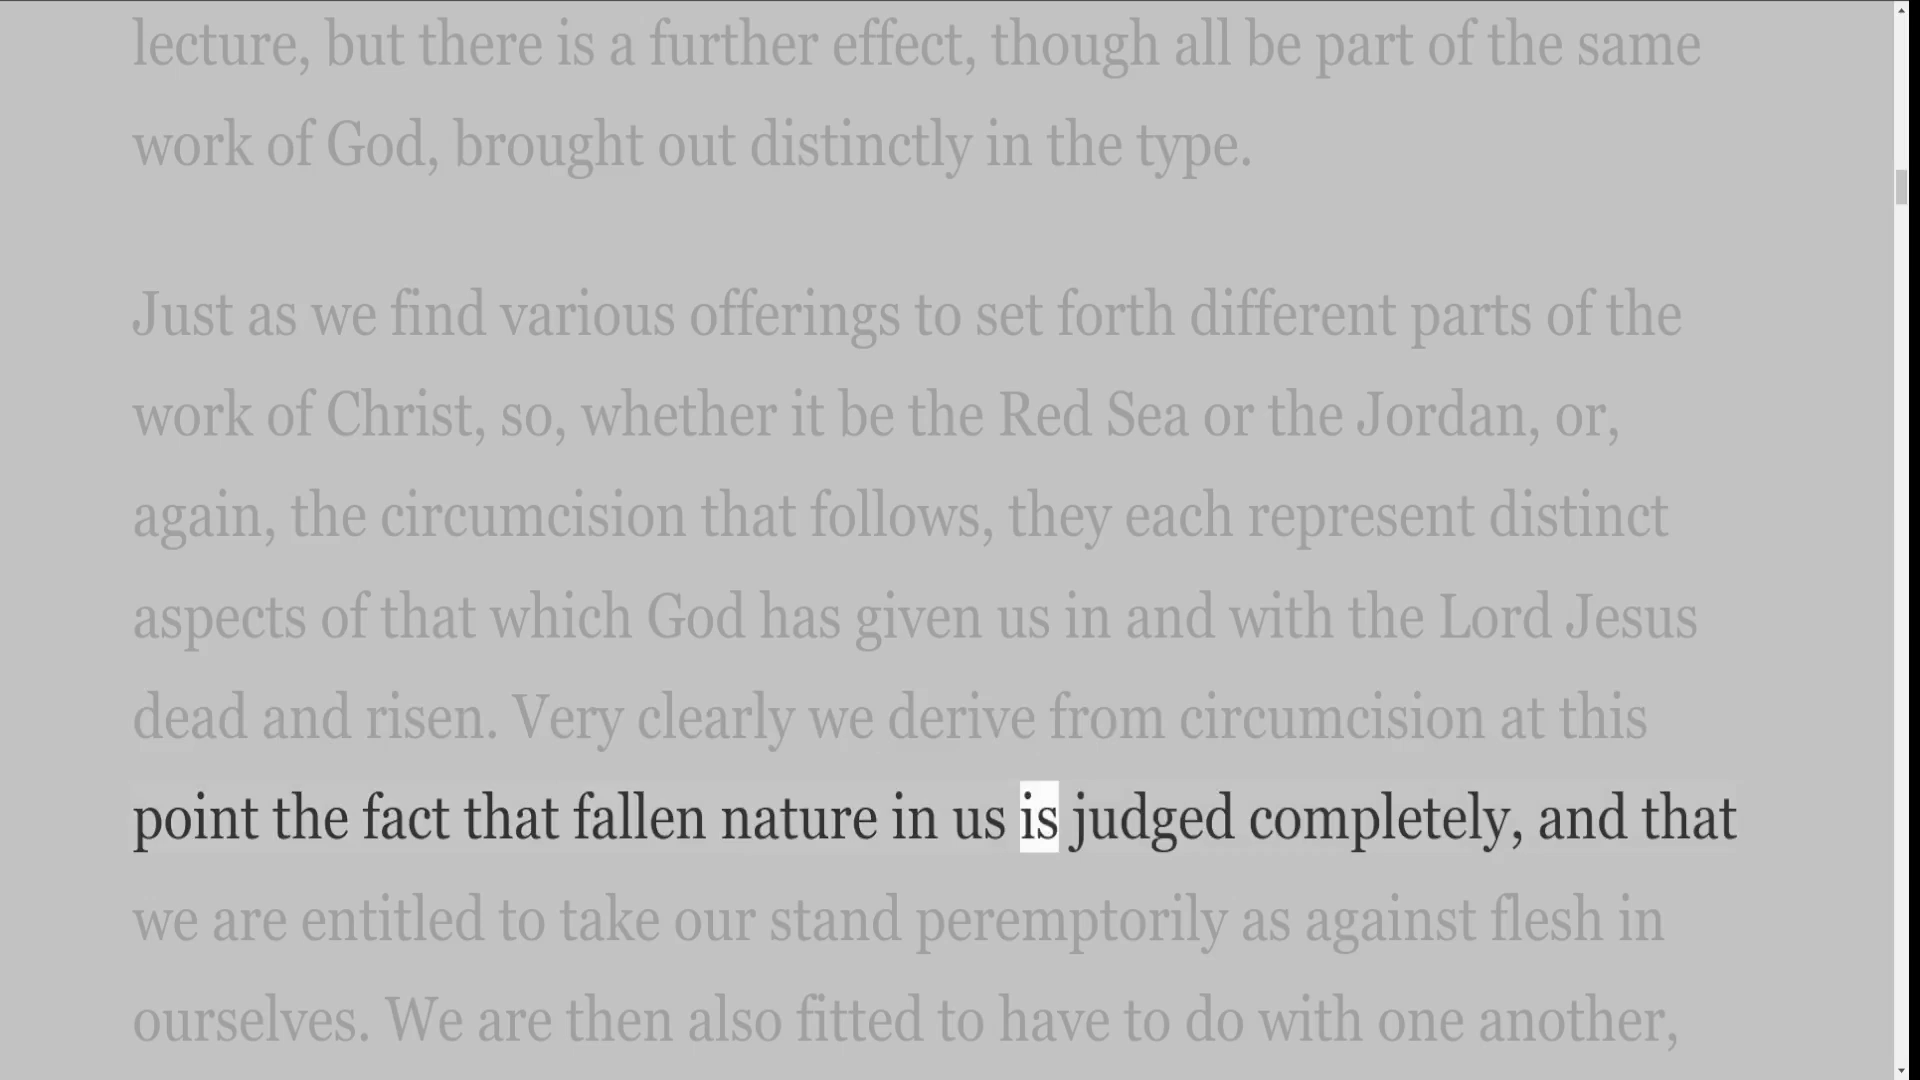 lecture, but there is a further effect, though all be part of the same
work of God, brought out distinctly in the type.
Just as we find various offerings to set forth different parts of the
work of Christ, so, whether it be the Red Sea or the Jordan, or,
again, the circumcision that follows, they each represent distinct
aspects of that which God has given us in and with the Lord Jesus
dead and risen. Very clearly we derive from circumcision at this
point the fact that fallen nature in us is judged completely, and that
we are entitled to take our stand peremptorily as against flesh in
ourselves. We are then also fitted to have to do with one another,